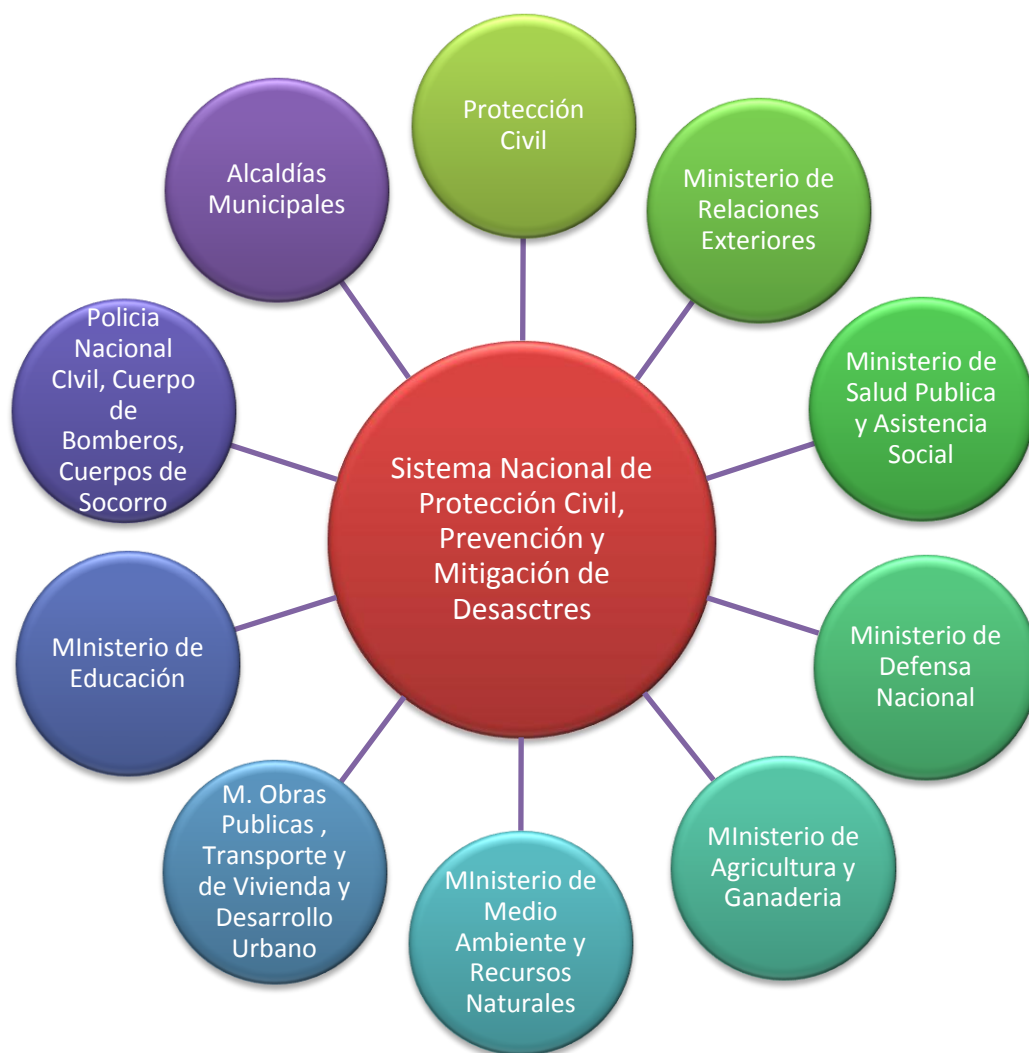 Protección
Civil
Ministerio de
Relaciones
Exteriores
Ministerio de
Salud Publica
y Asistencia
Social
Ministerio de
Defensa
Nacional
MInisterio de
Agricultura y
Ganaderia
MInisterio de
Medio
Ambiente y
Recursos
Naturales
M. Obras
Publicas ,
Transporte y
de Vivienda y
Desarrollo
Urbano
MInisterio de
Educación
Policia
Nacional
CIvil, Cuerpo
de
Bomberos,
Cuerpos de
Socorro
Alcaldías
Municipales
Sistema Nacional de
Protección Civil,
Prevención y
Mitigación de
Desasctres